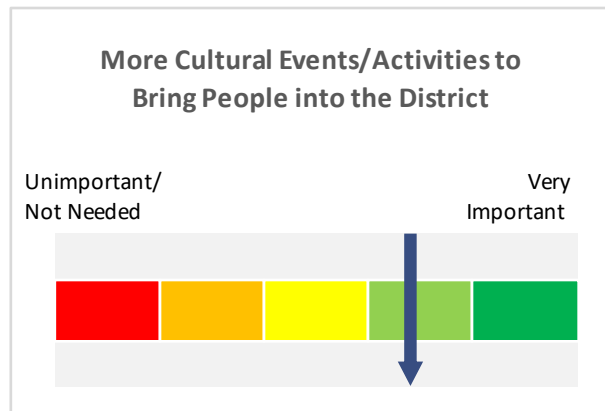 More Cultural Events/Activities to
Bring People into the District
Unimportant/
Not Needed
Very
Important